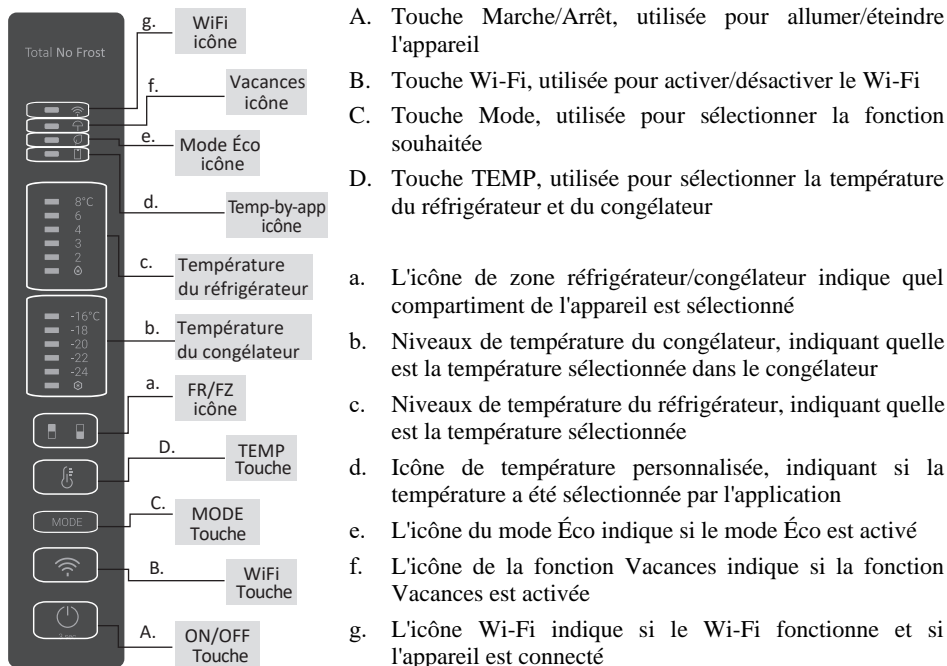 Total No Frost
8°C
6
4
3
2
-16°C
-18
-20
-22
-24
MODE
3 sec
g. WiFi
icône
f. Vacances
icône
e. Mode Éco
icône
d. Temp-by-app
icône
c. Température
du réfrigérateur
b. Température
du congélateur
a. FR/FZ
icône
D. TEMP
Touche
C. MODE
Touche
B. WiFi
Touche
A. ON/OFF
Touche
A. Touche Marche/Arrêt, utilisée pour allumer/éteindre
l'appareil
B. Touche Wi-Fi, utilisée pour activer/désactiver le Wi-Fi
C. Touche Mode, utilisée pour sélectionner la fonction
souhaitée
D. Touche TEMP, utilisée pour sélectionner la température
du réfrigérateur et du congélateur
a. L'icône de zone réfrigérateur/congélateur indique quel
compartiment de l'appareil est sélectionné
b. Niveaux de température du congélateur, indiquant quelle
est la température sélectionnée dans le congélateur
c. Niveaux de température du réfrigérateur, indiquant quelle
est la température sélectionnée
d. Icône de température personnalisée, indiquant si la
température a été sélectionnée par l'application
e. L'icône du mode Éco indique si le mode Éco est activé
f. L'icône de la fonction Vacances indique si la fonction
Vacances est activée
g. L'icône Wi-Fi indique si le Wi-Fi fonctionne et si
l'appareil est connecté